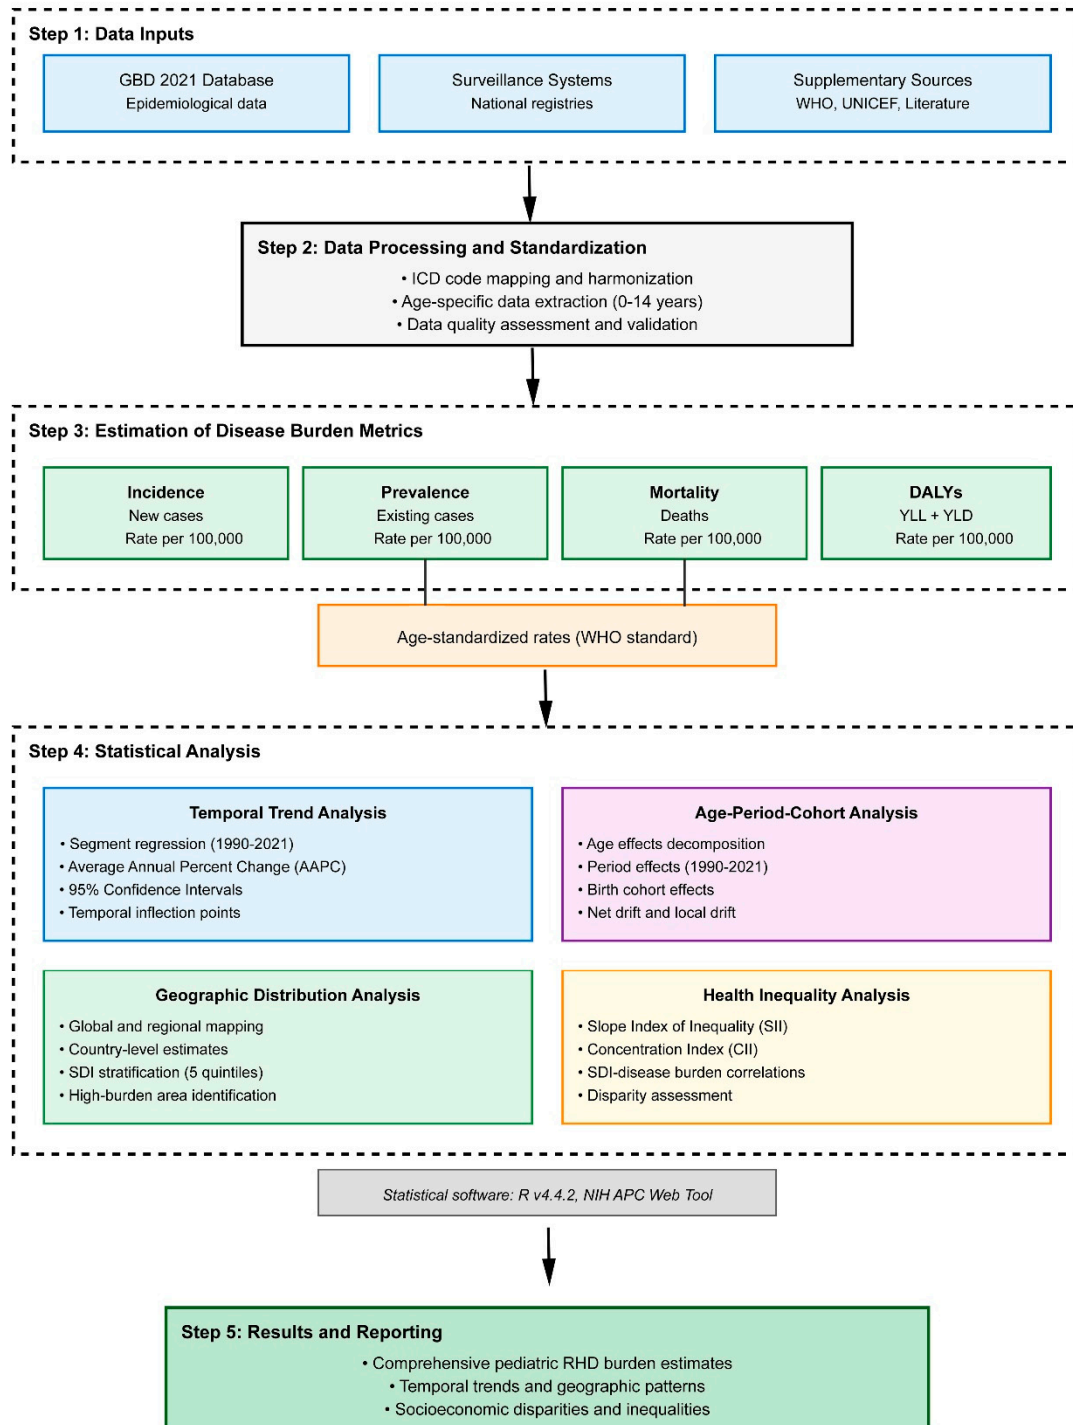 Step 1: Data Inputs
GBD 2021 Database
Epidemiological data
Surveillance Systems
National registries
Supplementary Sources
WHO, UNICEF, Literature
Step 2: Data Processing and Standardization
• ICD code mapping and harmonization
• Age-specific data extraction (0-14 years)
• Data quality assessment and validation
Step 3: Estimation of Disease Burden Metrics
Incidence
New cases
Rate per 100,000
Prevalence
Existing cases
Rate per 100,000
Mortality
Deaths
Rate per 100,000
DALYs
YLL + YLD
Rate per 100,000
Age-standardized rates (WHO standard)
Step 4: Statistical Analysis
Temporal Trend Analysis
• Segment regression (1990-2021)
• Average Annual Percent Change (AAPC)
• 95% Confidence Intervals
• Temporal inflection points
Age-Period-Cohort Analysis
• Age effects decomposition
• Period effects (1990-2021)
• Birth cohort effects
• Net drift and local drift
Geographic Distribution Analysis
• Global and regional mapping
• Country-level estimates
• SDI stratification (5 quintiles)
• High-burden area identification
Health Inequality Analysis
• Slope Index of Inequality (SII)
• Concentration Index (CII)
• SDI-disease burden correlations
• Disparity assessment
Statistical software: R v4.4.2, NIH APC Web Tool
Step 5: Results and Reporting
• Comprehensive pediatric RHD burden estimates
• Temporal trends and geographic patterns
• Socioeconomic disparities and inequalities